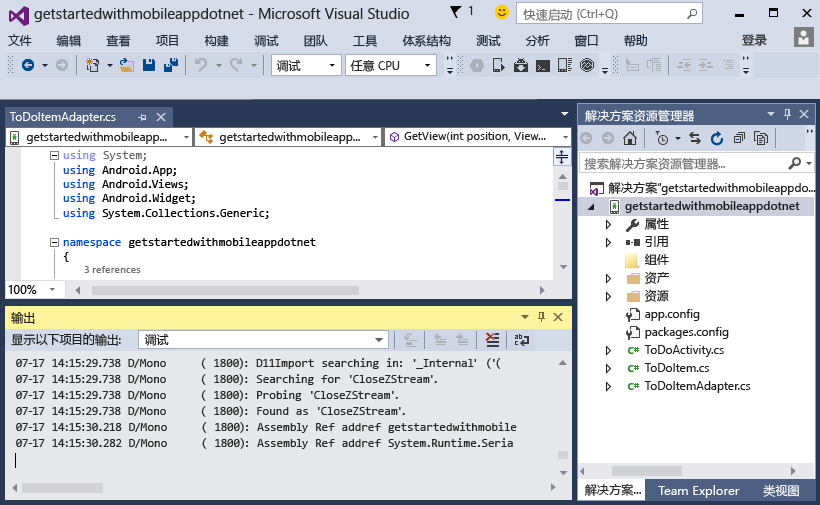 getstartedwithmobileappdotnet - Microsoft Visual Studio
1
快速启动 (Ctrl+Q)
文件 编辑 查看 项目 构建 调试 团队 工具 体系结构 测试 分析 窗口 帮助 登录
调试 任意 CPU
ToDoItemAdapter.cs
getstartedwithmobileapp... getstartedwithmobileapp... GetView(int position, View...
using System;
using Android.App;
using Android.Views;
using Android.Widget;
using System.Collections.Generic;
namespace getstartedwithmobileappdotnet
{
3 references
100%
输出
显示以下项目的输出: 调试
07-17 14:15:29.738 D/Mono ( 1800): D11Import searching in: '_Internal' ('(
07-17 14:15:29.738 D/Mono ( 1800): Searching for 'CloseZStream'.
07-17 14:15:29.738 D/Mono ( 1800): Probing 'CloseZStream'.
07-17 14:15:29.738 D/Mono ( 1800): Found as 'CloseZStream'.
07-17 14:15:30.218 D/Mono ( 1800): Assembly Ref addref getstartedwithmobile
07-17 14:15:30.282 D/Mono ( 1800): Assembly Ref addref System.Runtime.Seria
解决方案资源管理器
搜索解决方案资源管理器...
解决方案"getstartedwithmobileappdo...
getstartedwithmobileappdotnet
属性
引用
组件
资产
资源
app.config
packages.config
C# ToDoActivity.cs
C# ToDoItem.cs
C# ToDoItemAdapter.cs
解决方案... Team Explorer 类视图